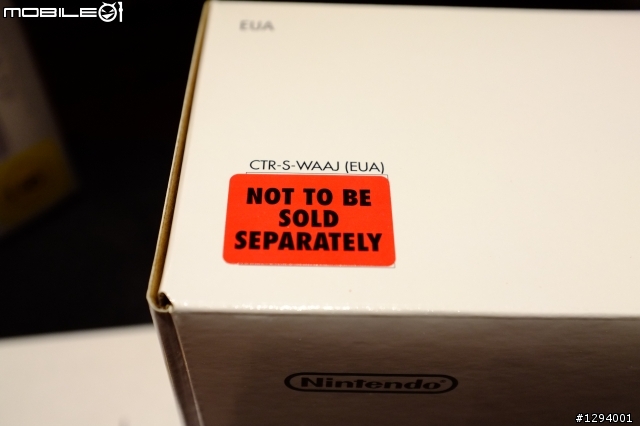 MOBILE01
EUA
CTR-S-WAAJ (EUA)
NOT TO BE
SOLD
SEPARATELY
Nintendo
#1294001